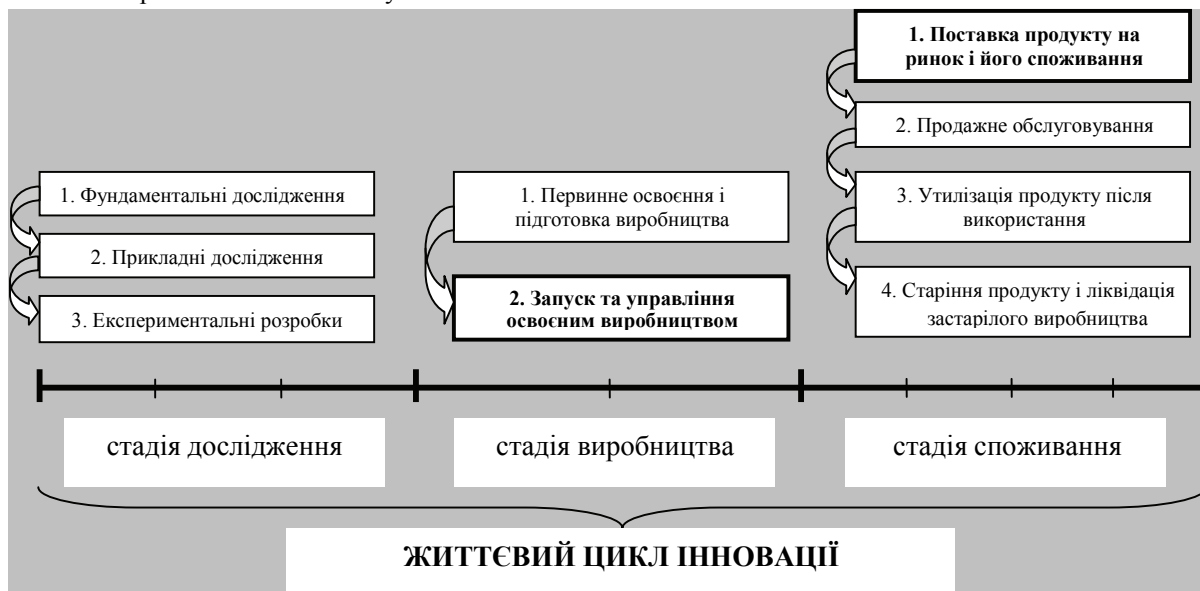 1. Поставка продукту на
ринок і його споживання
2. Продажне обслуговування
1. Фундаментальні дослідження
2. Прикладні дослідження
3. Експериментальні розробки
1. Первинне освоєння і
підготовка виробництва
2. Запуск та управління
освоєним виробництвом
3. Утилізація продукту після
використання
4. Старіння продукту і ліквідація
застарілого виробництва
стадія дослідження
стадія виробництва
стадія споживання
ЖИТТЄВИЙ ЦИКЛ ІННОВАЦІЇ